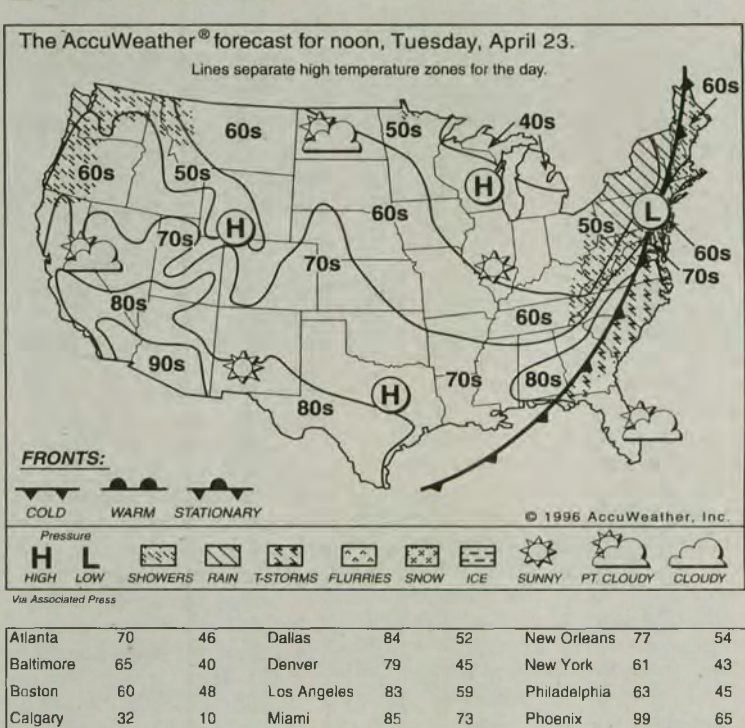 The AccuWeather® forecast for noon, Tuesday, April 23.
Lines separate high temperature zones for the day.
60s
40s
60s
50s
60s
50s
H
60s
L
50s
H
70s
60s
60s
70s
70s
80s
60s
90s
70s
80s
H
80s
FRONTS:
COLD WARM STATIONARY
© 1996 AccuWeather, Inc.
Pressure
H L
HIGH LOW SHOWERS RAIN T-STORMS FLURRIES SNOW ICE SUNNY PT. CLOUDY CLOUDY
Via Associated Press
Atlanta 70 46 Dallas 84 52 New Orleans 77 54
Baltimore 65 40 Denver 79 45 New York 61 43
Boston 60 48 Los Angeles 83 59 Philadelphia 63 45
Calgary 32 10 Miami 85 73 Phoenix 99 65